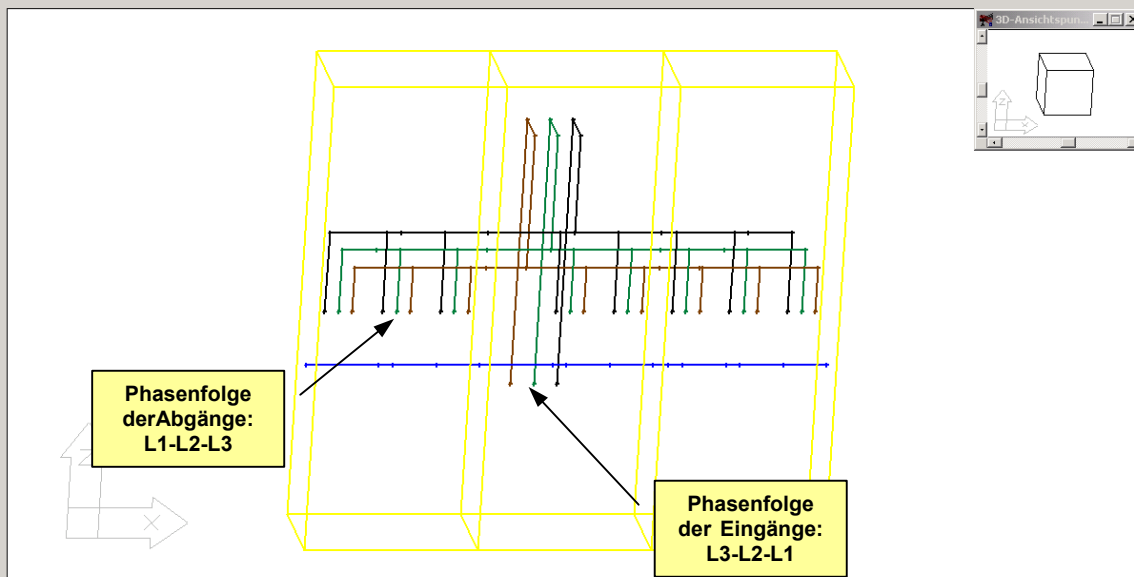 3D-Ansichtspun...
Z
X
Phasenfolge
derAbgänge:
L1-L2-L3
Z
X
Phasenfolge
der Eingänge:
L3-L2-L1